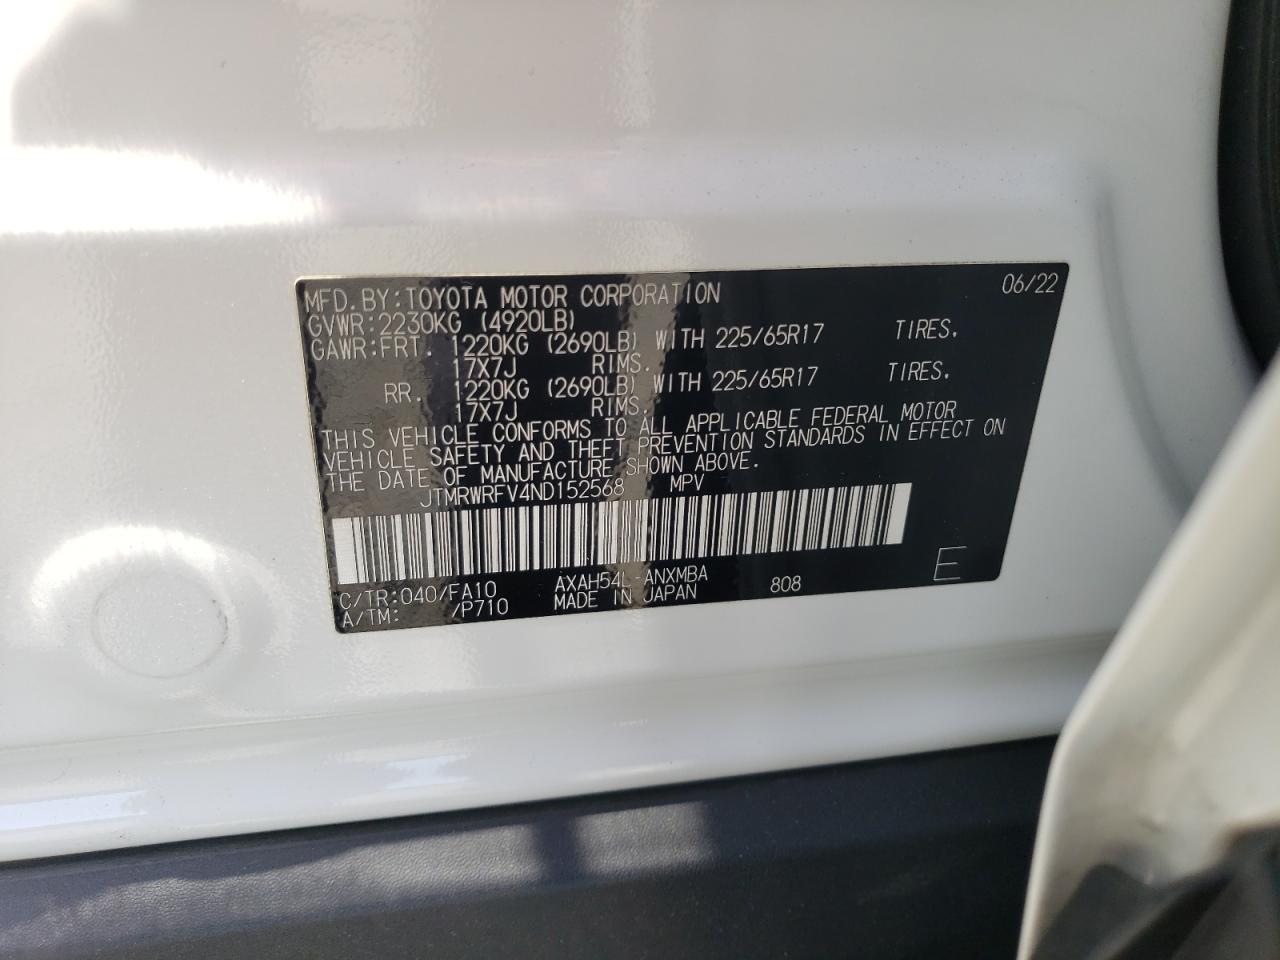 MFD.BY:TOYOTA MOTOR CORPORATION 06/22
GVWR:2230KG (4920LB)
GAWR:FRT. 1220KG (2690LB) WITH 225/65R17 TIRES.
17X7J RIMS.
RR. 1220KG (2690LB) WITH 225/65R17 TIRES.
17X7J RIMS.
THIS VEHICLE CONFORMS TO ALL APPLICABLE FEDERAL MOTOR
VEHICLE SAFETY AND THEFT PREVENTION STANDARDS IN EFFECT ON
THE DATE OF MANUFACTURE SHOWN ABOVE.
JTMRWRFV4ND152568 MPV
C/TR:040/FA10 AXAH54L-ANXMBA 808 E
A/TM: /P710 MADE IN JAPAN